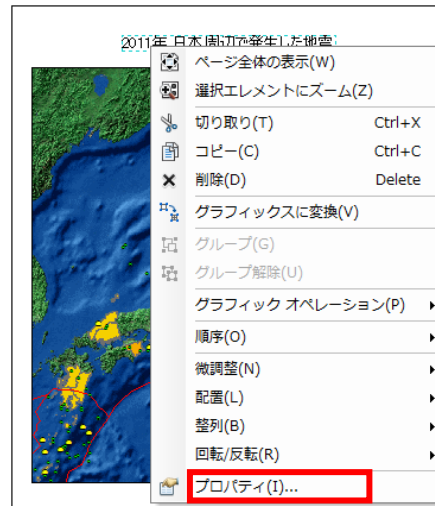 2011年 日本周辺で発生した地震
ページ全体の表示(W)
選択エレメントにズーム(Z)
切り取り(T) Ctrl+X
コピー(C) Ctrl+C
削除(D) Delete
グラフィックスに変換(V)
グループ(G)
グループ解除(U)
グラフィック オペレーション(P)
順序(O)
微調整(N)
配置(L)
整列(B)
回転/反転(R)
プロパティ(I)...